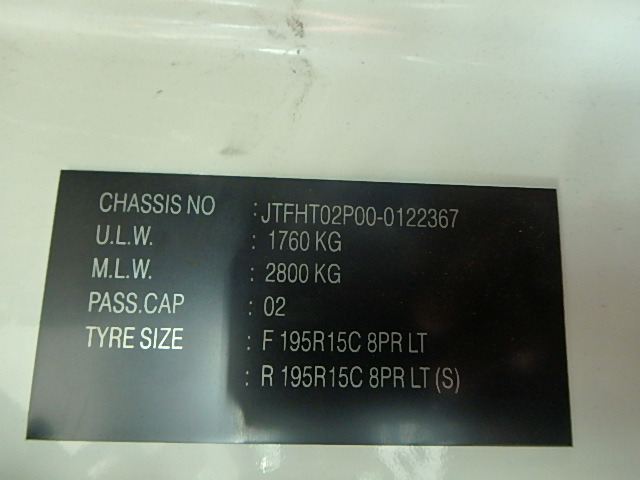 CHASSIS NO : JTFHT02P00-0122367
U.L.W. : 1760 KG
M.L.W. : 2800 KG
PASS.CAP : 02
TYRE SIZE : F 195R15C 8PR LT
: R 195R15C 8PR LT (S)